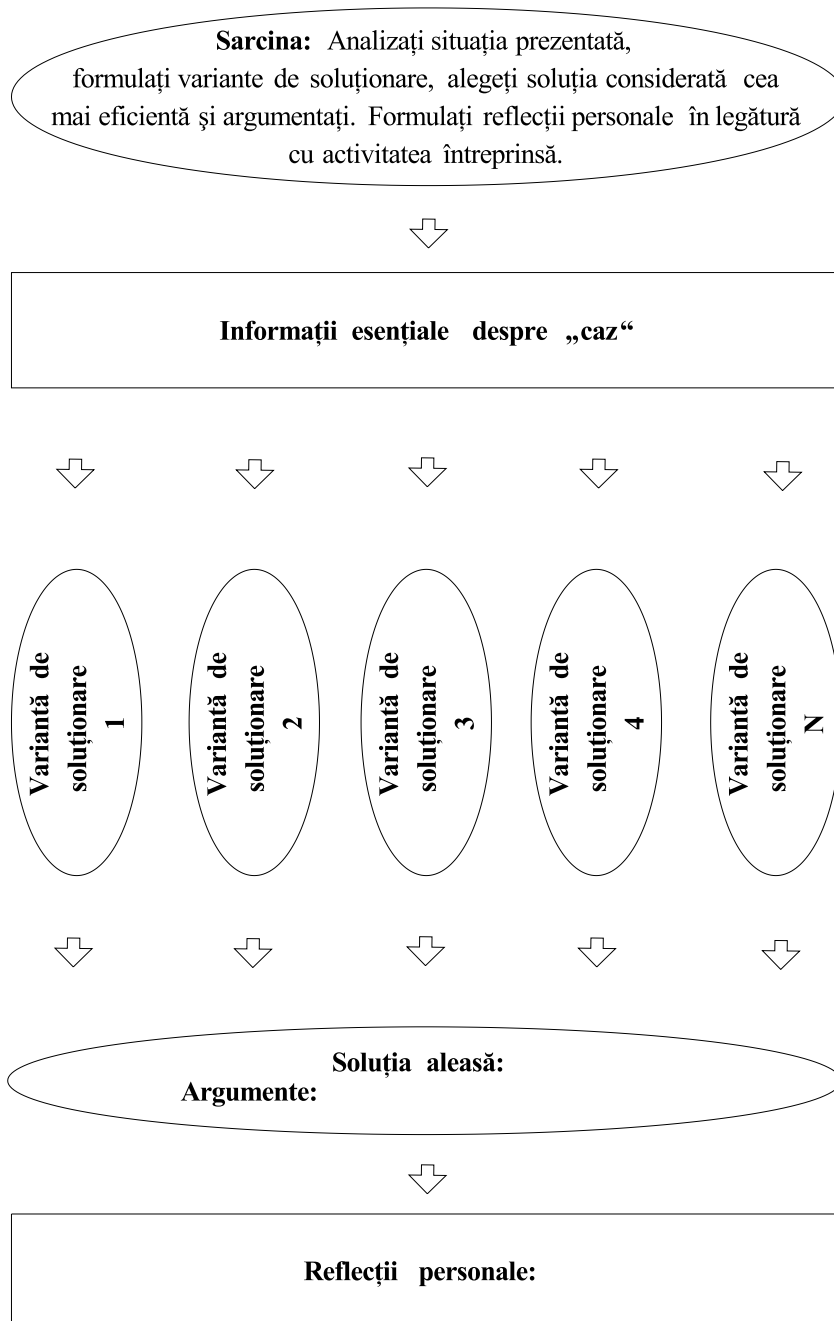 Sarcina: Analizați situația prezentată,
formulați variante de soluționare, alegeți soluția considerată cea
mai eficientă şi argumentați. Formulați reflecții personale în legătură
cu activitatea întreprinsă.
Informații esențiale despre „caz“
Variantă de
soluționare
1
Variantă de
soluționare
2
Variantă de
soluționare
3
Variantă de
soluționare
4
Variantă de
soluționare
N
Soluția aleasă:
Argumente:
Reflecții personale: